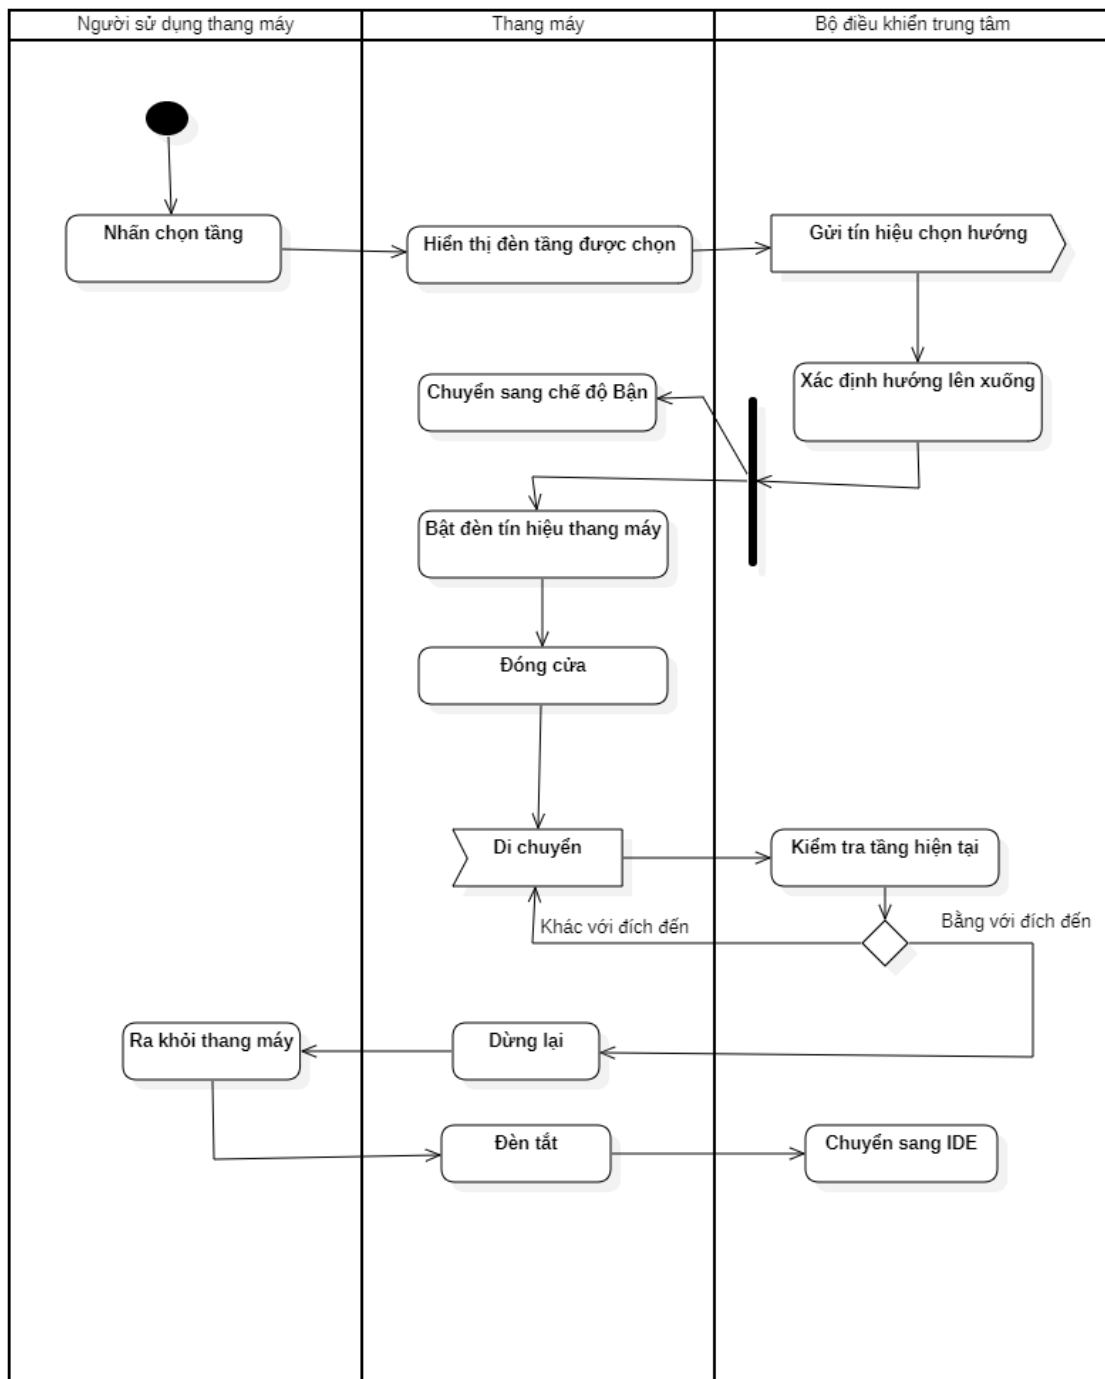 Người sử dụng thang máy
Thang máy
Bộ điều khiển trung tâm
Nhấn chọn tầng
Hiển thị đèn tầng được chọn
Gửi tín hiệu chọn hướng
Xác định hướng lên xuống
Chuyển sang chế độ Bận
Bật đèn tín hiệu thang máy
Đóng cửa
Di chuyển
Kiểm tra tầng hiện tại
Khác với đích đến
Bằng với đích đến
Ra khỏi thang máy
Dừng lại
Đèn tắt
Chuyển sang IDE